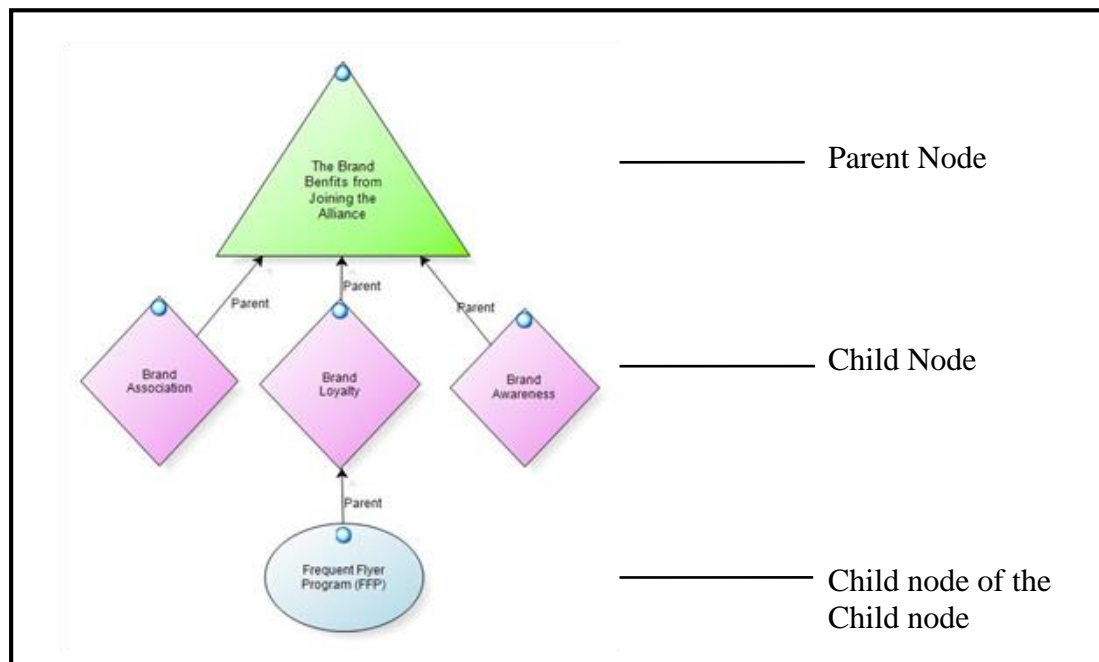 The Brand
Benfits from
Joining the
Alliance
Parent Node
Parent
Parent
Parent
Brand
Association
Brand
Loyalty
Brand
Awareness
Child Node
Parent
Frequent Flyer
Program (FFP)
Child node of the
Child node